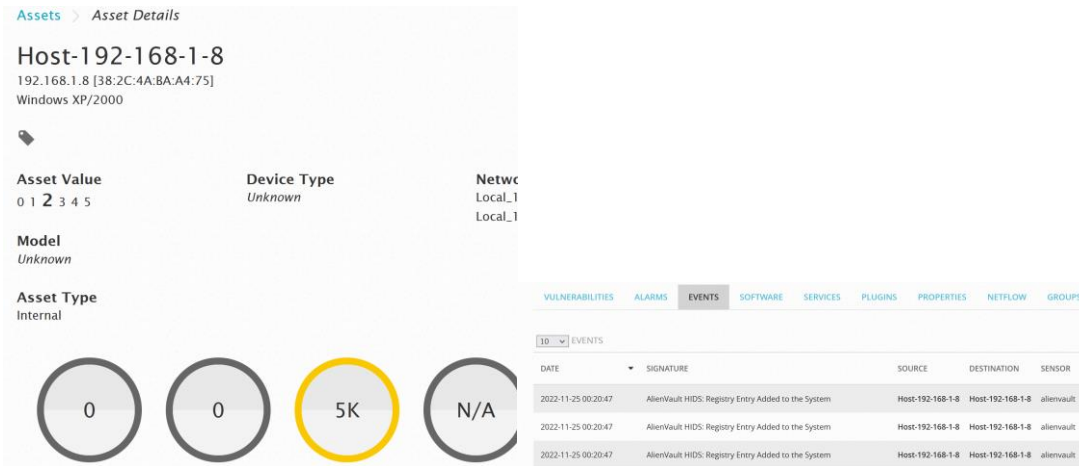 Assets > Asset Details
Host-192-168-1-8
192.168.1.8 [38:2C:4A:BA:A4:75]
Windows XP/2000
Asset Value Device Type Netwo
0 1 2 3 4 5 Unknown Local_1
Local_1
Model
Unknown
Asset Type
Internal
0 0 5K N/A
VULNERABILITIES ALARMS EVENTS SOFTWARE SERVICES PLUGINS PROPERTIES NETFLOW GROUPS
10 EVENTS
DATE SIGNATURE SOURCE DESTINATION SENSOR
2022-11-25 00:20:47 AlienVault HIDS: Registry Entry Added to the System Host-192-168-1-8 Host-192-168-1-8 alienvault
2022-11-25 00:20:47 AlienVault HIDS: Registry Entry Added to the System Host-192-168-1-8 Host-192-168-1-8 alienvault
2022-11-25 00:20:47 AlienVault HIDS: Registry Entry Added to the System Host-192-168-1-8 Host-192-168-1-8 alienvault